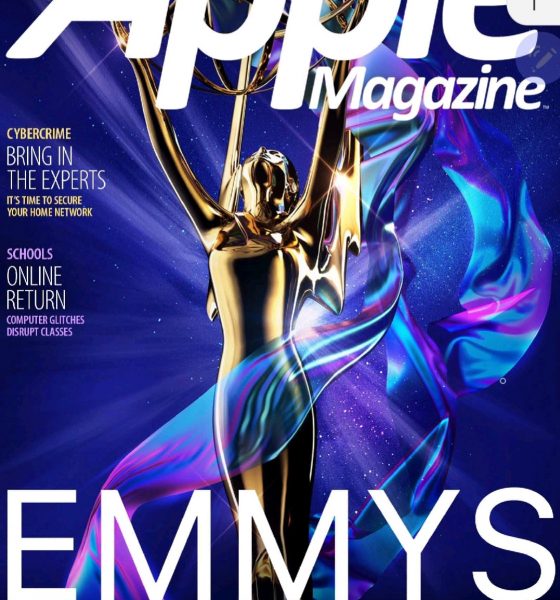 Apple
Magazine
CYBERCRIME
BRING IN
THE EXPERTS
IT'S TIME TO SECURE
YOUR HOME NETWORK
SCHOOLS
ONLINE
RETURN
COMPUTER GLITCHES
DISRUPT CLASSES
EMMYS